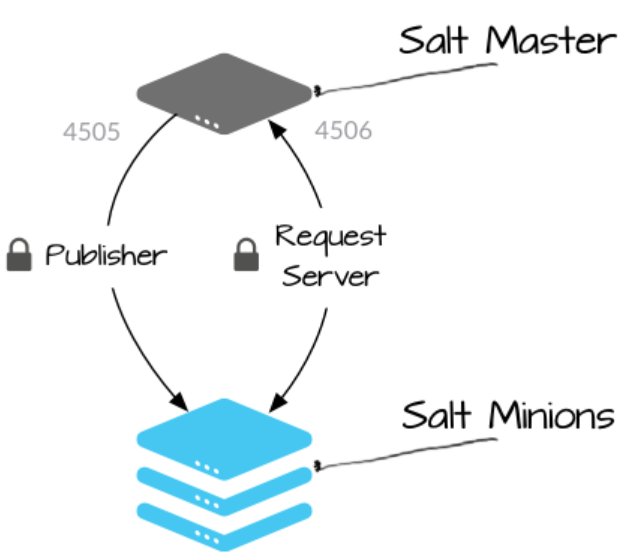 Salt Master
4505
4506
Publisher
Request
Server
Salt Minions